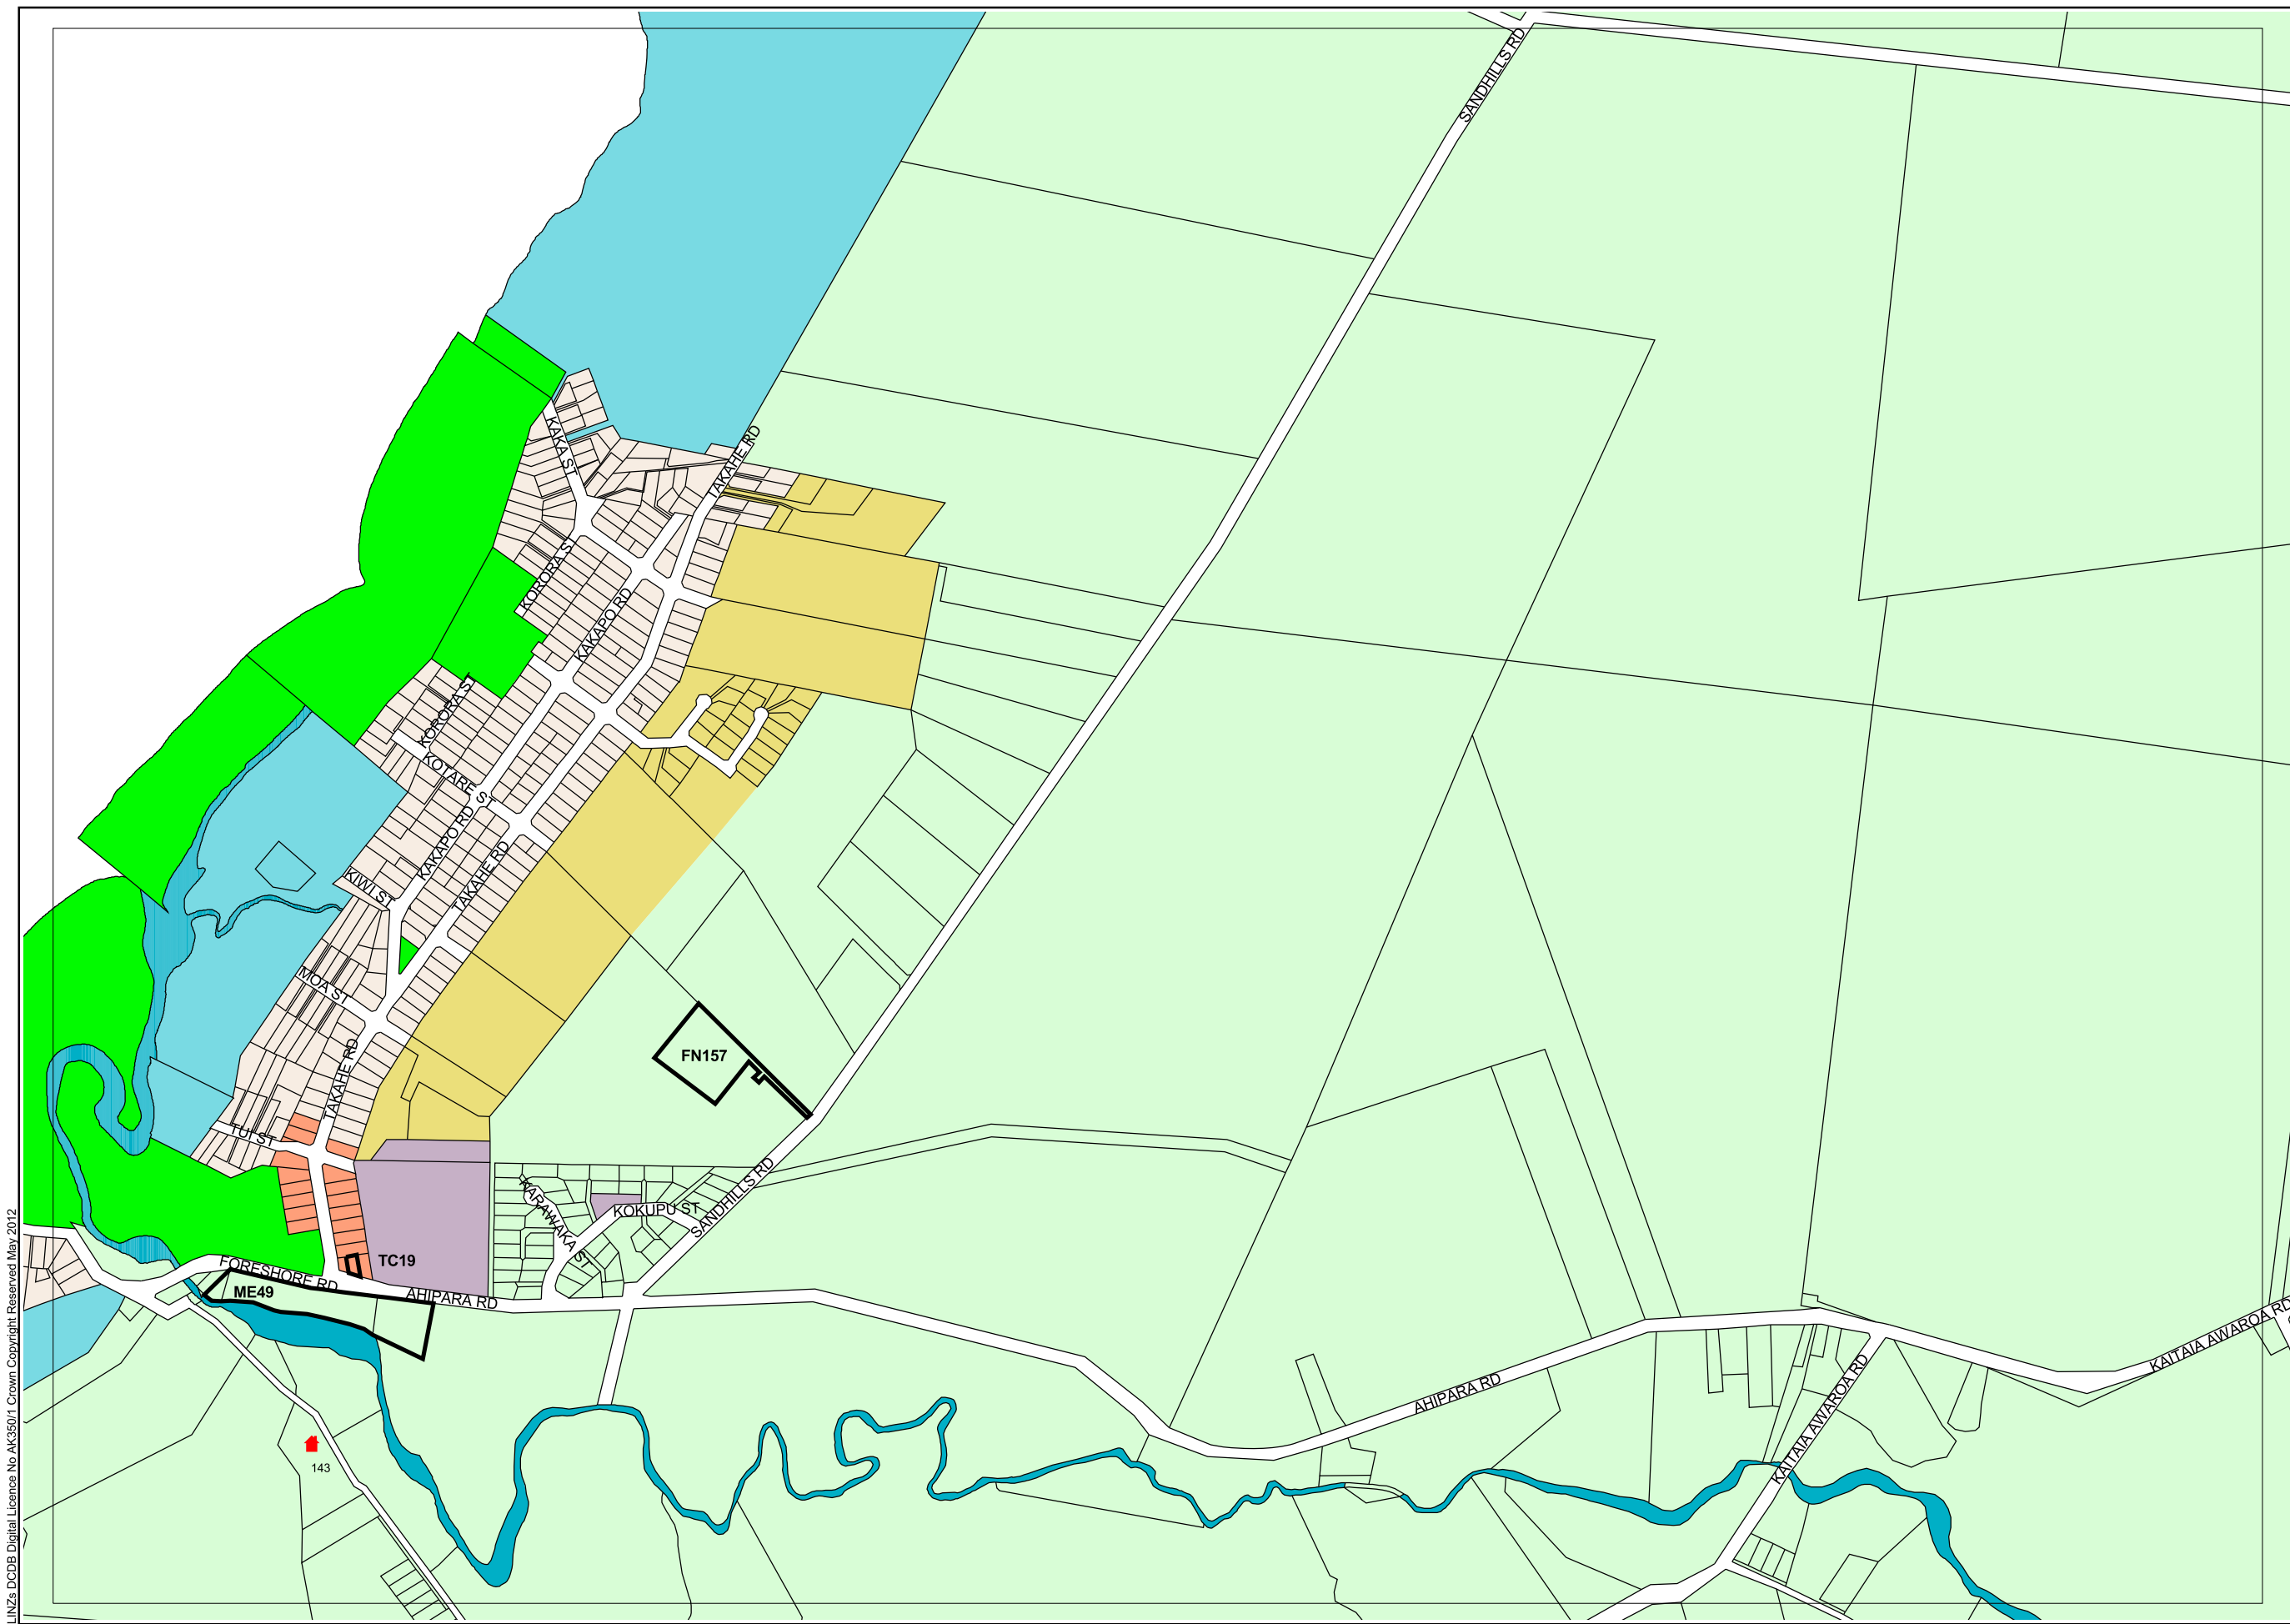 SANDHILLS RD
KAKA ST
TAKAHE RD
KORORA ST
KAKAPO RD
KORORA ST
KOTARE ST
KAKAPO RD
TAKAHE RD
KIWI ST
MOA ST
FN157
TAKAHE RD
TUI ST
KARAWAKA ST
KOKUPU ST
SANDHILLS RD
TC19
FORESHORE RD
ME49
AHIPARA RD
KAITAIA AWAROA RD
AHIPARA RD
KAITAIA AWAROA RD
143
LINZs DCDB Digital Licence No AK350/1 Crown Copyright Reserved May 2012